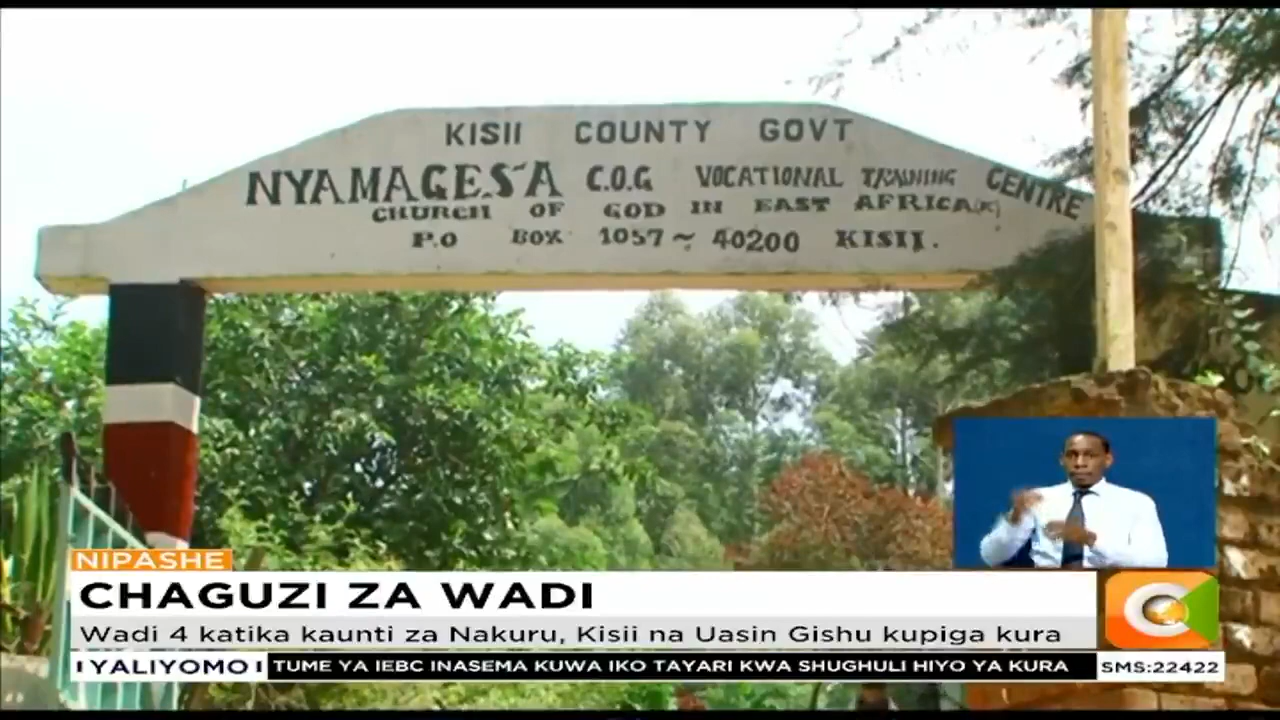 KISII COUNTY GOVT
NYAMAGESA C.O.G VOCATIONAL TRAINING CENTRE
CHURCH OF GOD IN EAST AFRICA(K)
P.O BOX 1057 ~ 40200 KISII.
NIPASHE
CHAGUZI ZA WADI
Wadi 4 katika kaunti za Nakuru, Kisii na Uasin Gishu kupiga kura
YALIYOMO
TUME YA IEBC INASEMA KUWA IKO TAYARI KWA SHUGHULI HIYO YA KURA
SMS:22422